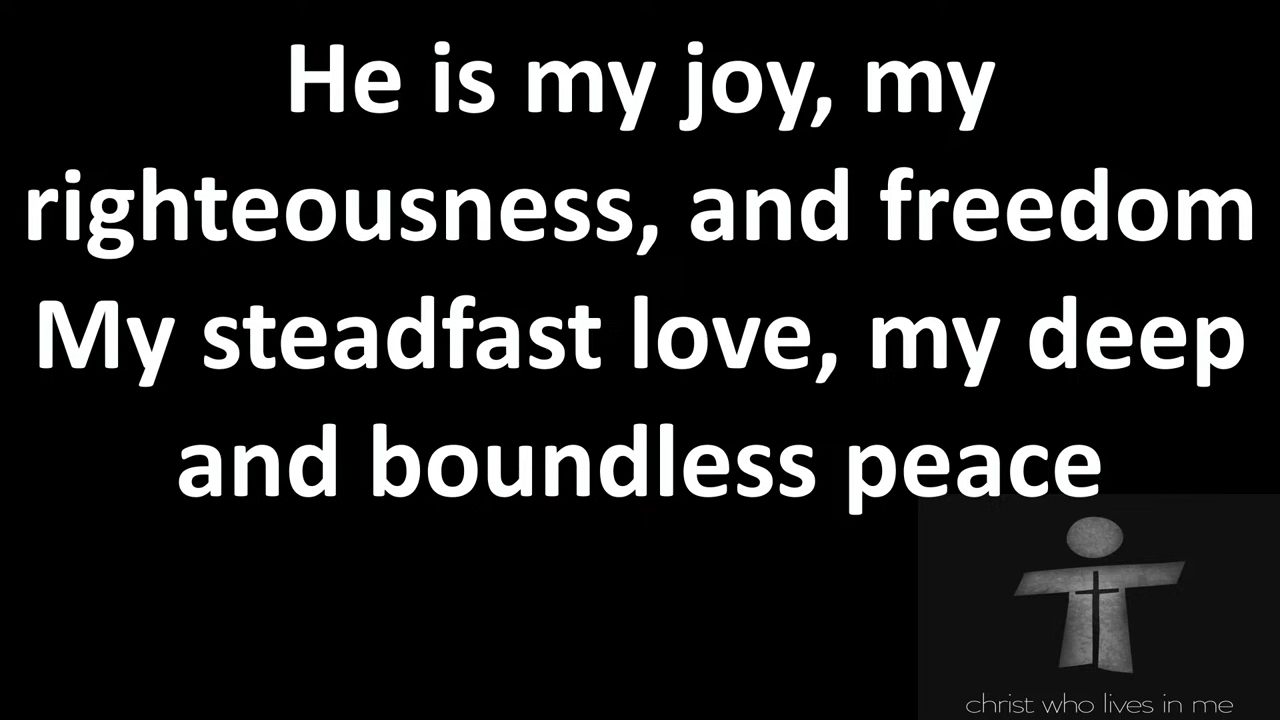 He is my joy, my
righteousness, and freedom
My steadfast love, my deep
and boundless peace
christ who lives in me